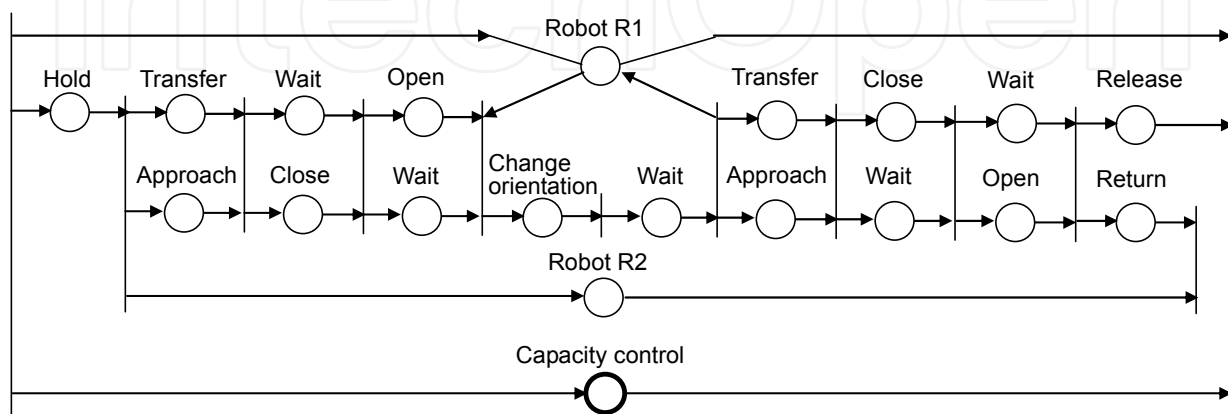 IntechOpen
Robot R1
Hold Transfer Wait Open Transfer Close Wait Release
Approach Close Wait Change orientation Wait Approach Wait Open Return
Robot R2
Capacity control